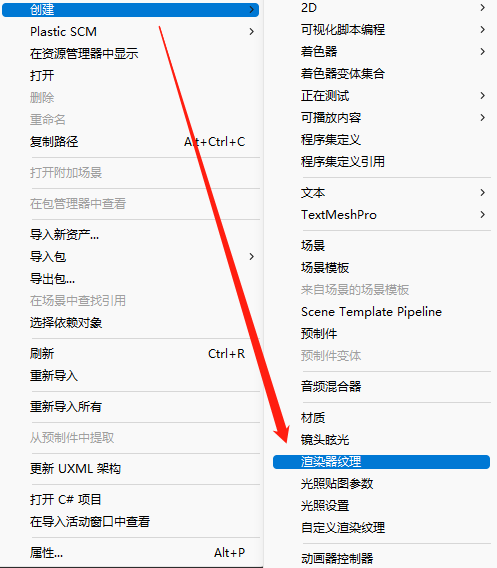 创建
Plastic SCM
在资源管理器中显示
打开
删除
重命名
复制路径 Alt+Ctrl+C
打开附加场景
在包管理器中查看
导入新资产...
导入包
导出包...
在场景中查找引用
选择依赖对象
刷新 Ctrl+R
重新导入
重新导入所有
从预制件中提取
更新 UXML 架构
打开 C# 项目
在导入活动窗口中查看
属性... Alt+P
2D
可视化脚本编程
着色器
着色器变体集合
正在测试
可播放内容
程序集定义
程序集定义引用
文本
TextMeshPro
场景
场景模板
来自场景的场景模板
Scene Template Pipeline
预制件
预制件变体
音频混合器
材质
镜头眩光
渲染器纹理
光照贴图参数
光照设置
自定义渲染纹理
动画器控制器